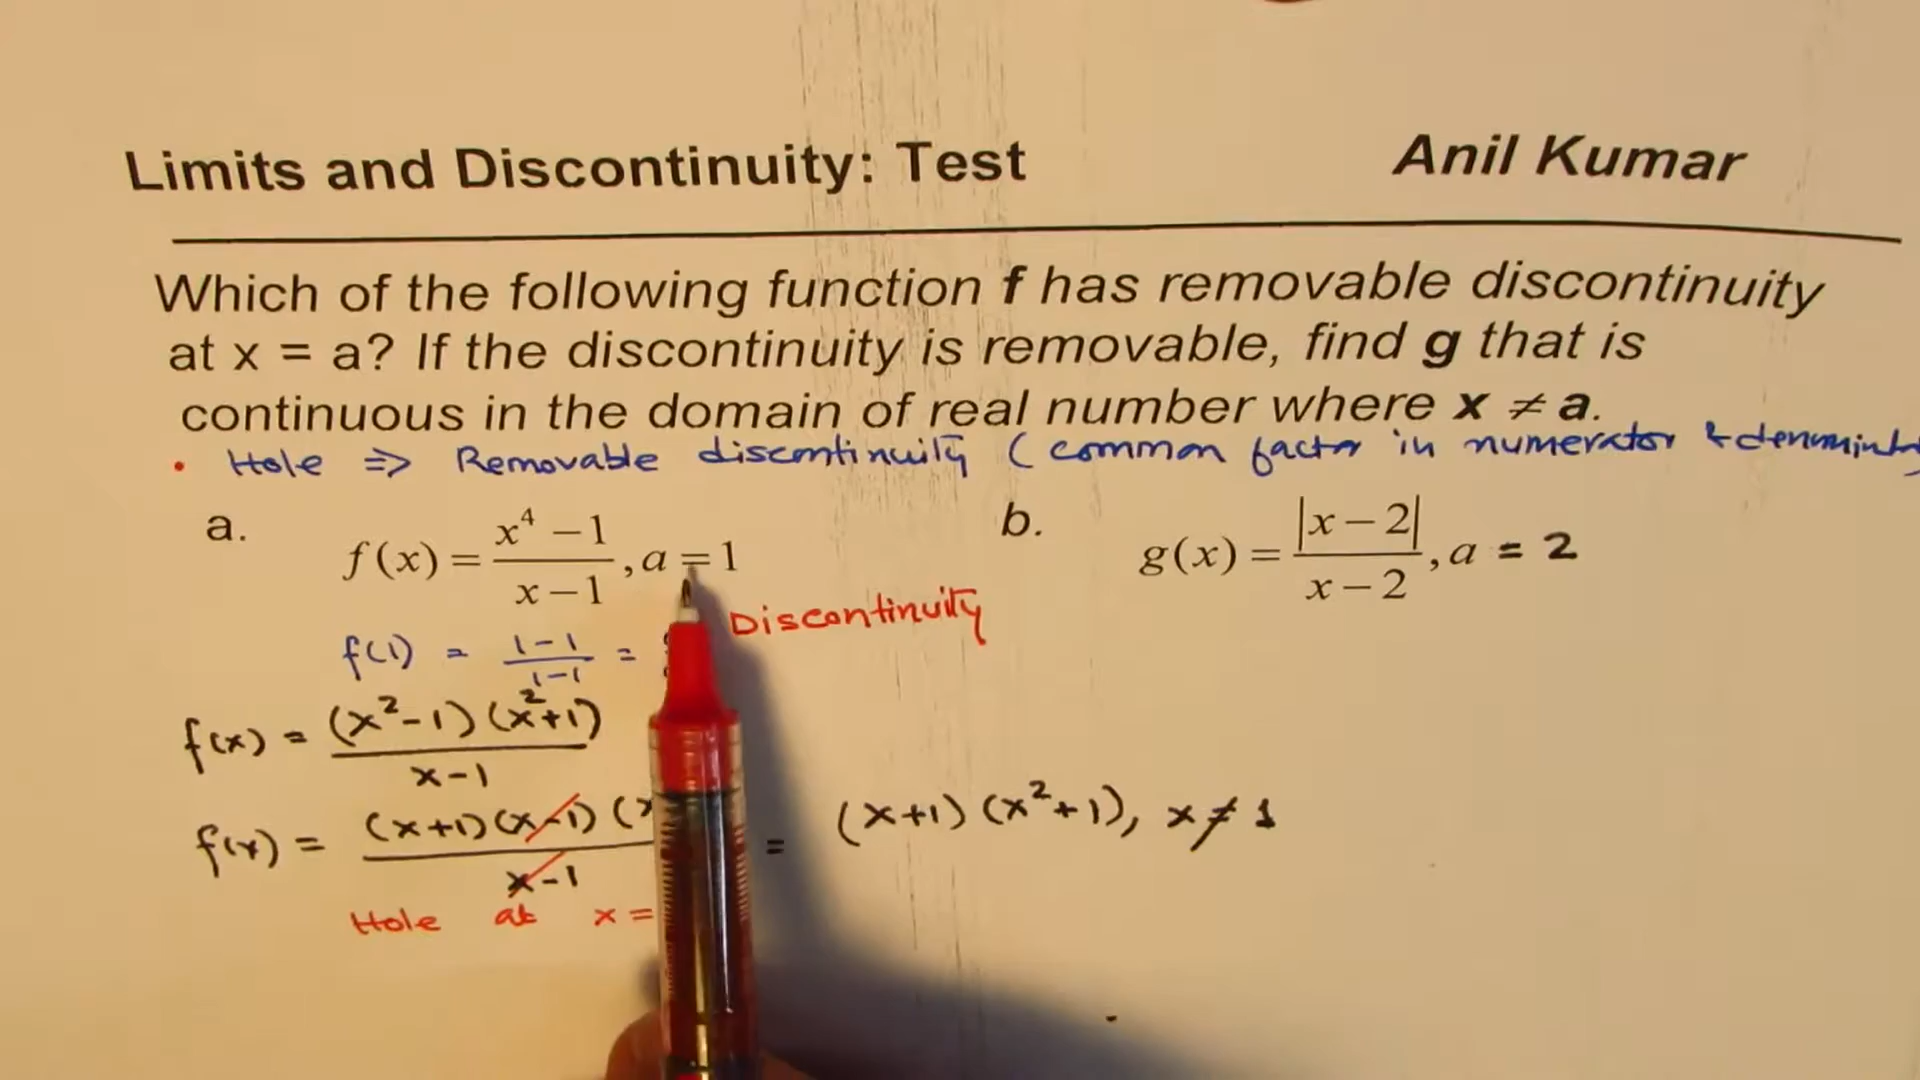 Limits and Discontinuity: Test Anil Kumar
Which of the following function f has removable discontinuity
at x = a? If the discontinuity is removable, find g that is
continuous in the domain of real number where x ≠ a.
• Hole ⇒ Removable discontinuity (common factor in numerator &
a. f(x) = (x⁴ − 1)/(x − 1), a = 1
b. g(x) = |x − 2|/(x − 2), a = 2
f(1) = (1−1)/(1−1) = Discontinuity
f(x) = (x²−1)(x²+1)/(x−1)
f(x) = (x+1)(x−1)( /(x−1) = (x+1)(x²+1), x ≠ 1
Hole at x =